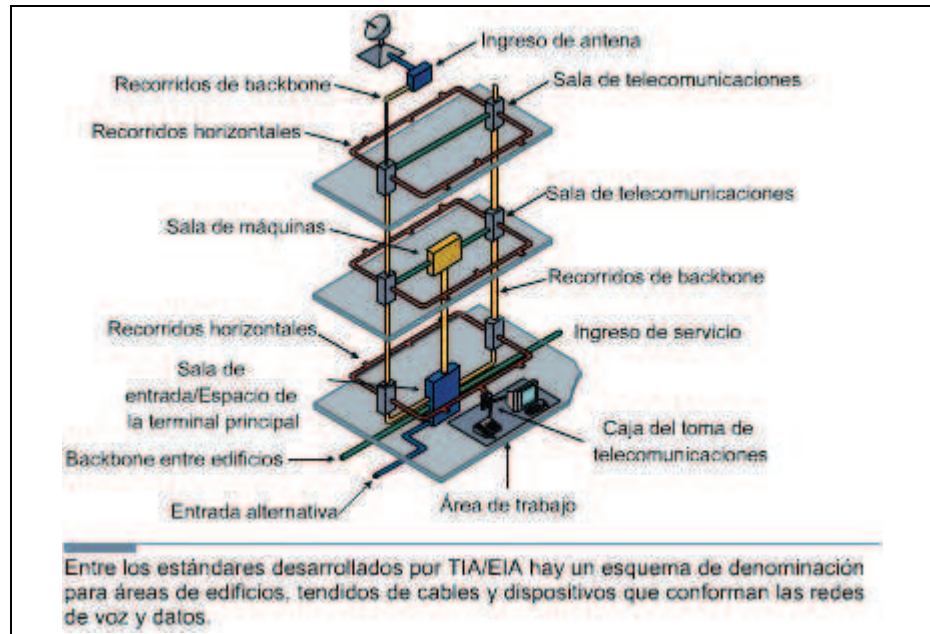 Ingreso de antena
Recorridos de backbone
Sala de telecomunicaciones
Recorridos horizontales
Sala de telecomunicaciones
Sala de máquinas
Recorridos de backbone
Recorridos horizontales
Ingreso de servicio
Sala de
entrada/Espacio de
la terminal principal
Caja del toma de
telecomunicaciones
Backbone entre edificios
Entrada alternativa
Área de trabajo
Entre los estándares desarrollados por TIA/EIA hay un esquema de denominación
para áreas de edificios, tendidos de cables y dispositivos que conforman las redes
de voz y datos.